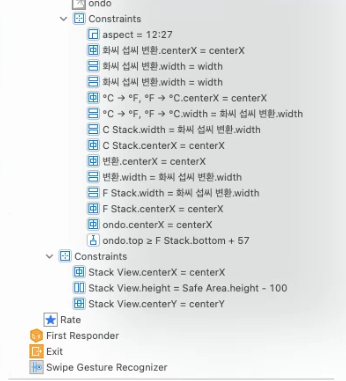 ondo
Constraints
aspect = 12:27
화씨 섭씨 변환.centerX = centerX
화씨 섭씨 변환.width = width
화씨 섭씨 변환.width = width
°C → °F, °F → °C.centerX = centerX
°C → °F, °F → °C.width = 화씨 섭씨 변환.width
C Stack.width = 화씨 섭씨 변환.width
C Stack.centerX = centerX
변환.centerX = centerX
변환.width = 화씨 섭씨 변환.width
F Stack.width = 화씨 섭씨 변환.width
F Stack.centerX = centerX
ondo.centerX = centerX
ondo.top ≥ F Stack.bottom + 57
Constraints
Stack View.centerX = centerX
Stack View.height = Safe Area.height - 100
Stack View.centerY = centerY
Rate
First Responder
Exit
Swipe Gesture Recognizer